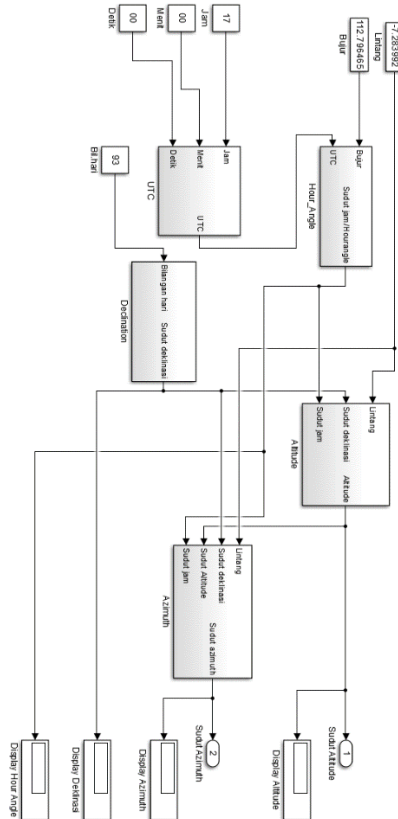 -7.283992
Lintang
112.796465
Bujur
17
Jam
00
Menit
00
Detik
Bujur
UTC
Sudut jam/Hourangle
Hour_Angle
Jam
Menit
Detik
UTC
UTC
93
Bil.hari
Bilangan hari
Sudut deklinasi
Declination
Lintang
Sudut deklinasi
Sudut jam
Altitude
Altitude
Lintang
Sudut deklinasi
Sudut Altitude
Sudut jam
Sudut azimuth
Azimuth
1
Sudut Altitude
Display Altitude
2
Sudut Azimuth
Display Azimuth
Display Deklinasi
Display Hour Angle